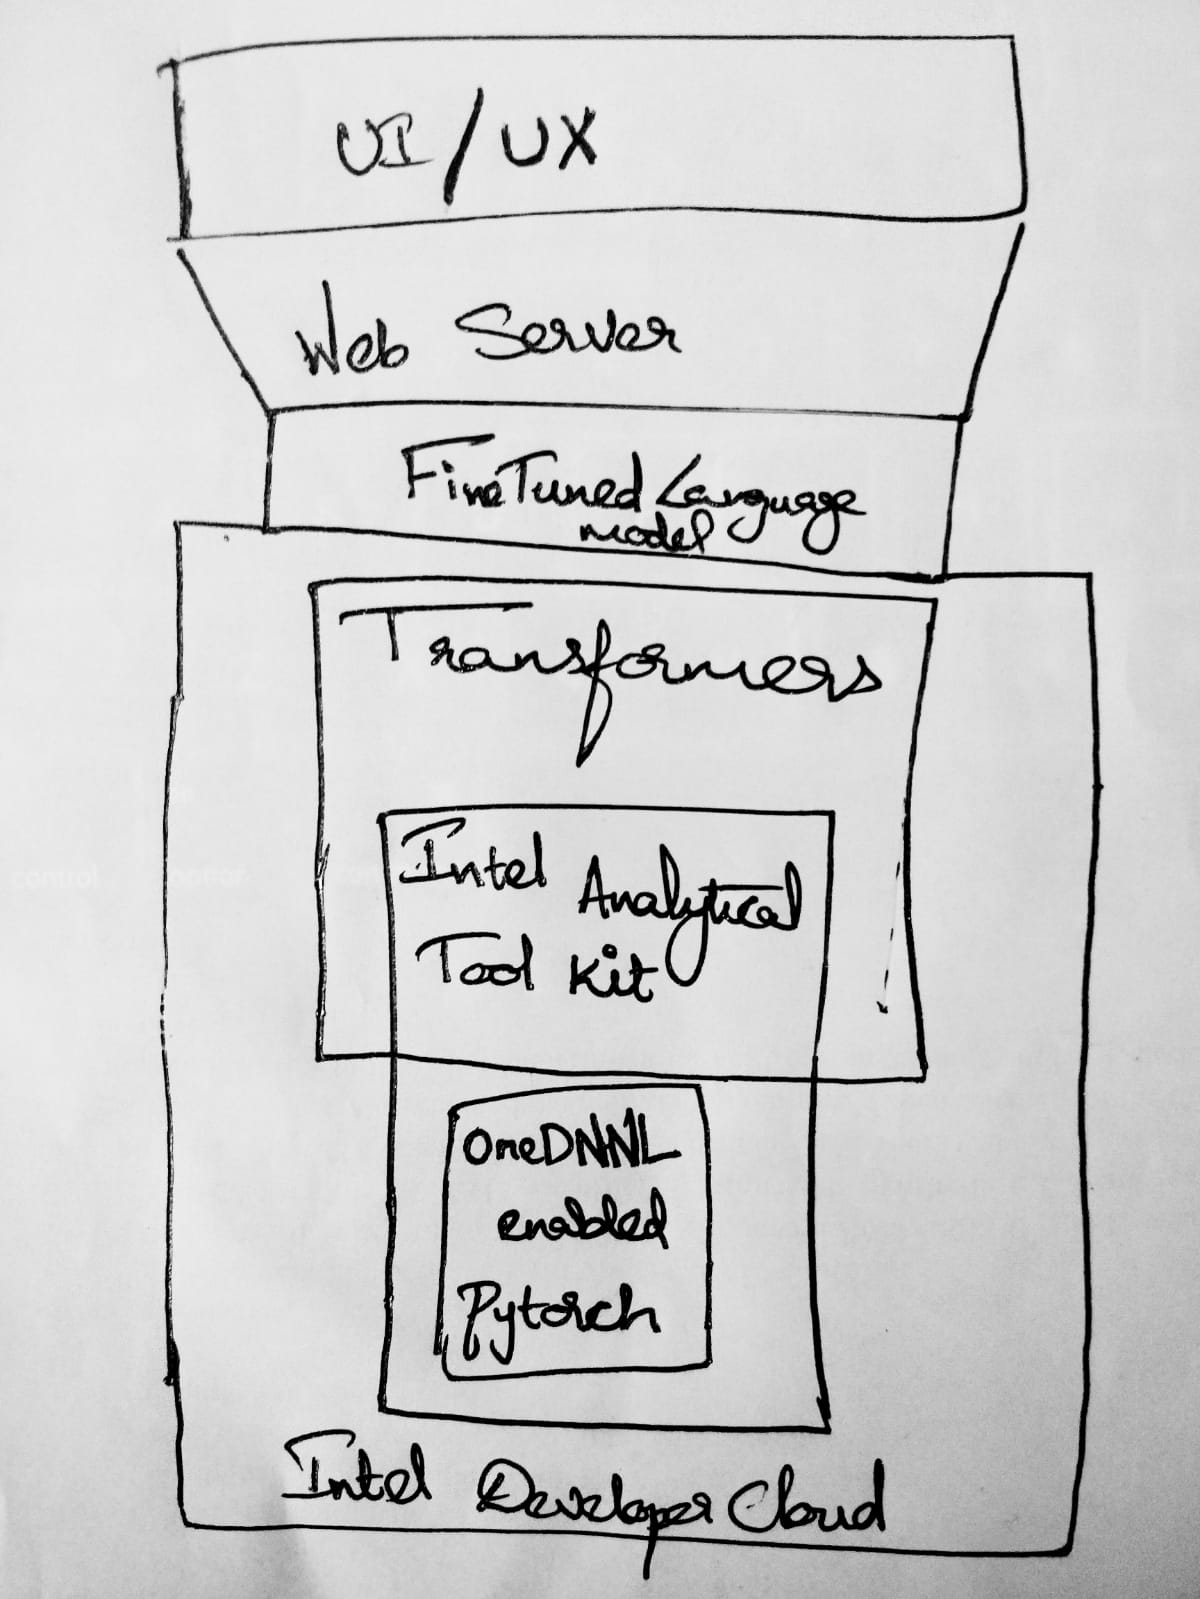 UI/UX
Web Server
FineTuned Language
model
Transformers
Intel Analytical
Tool Kit
OneDNNL
enabled
Pytorch
Intel Developer Cloud